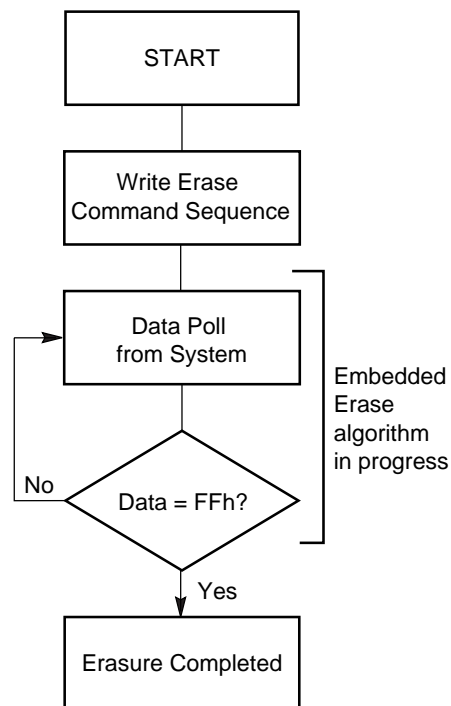 START
Write Erase
Command Sequence
Data Poll
from System
Embedded
Erase
algorithm
in progress
No
Data = FFh?
Yes
Erasure Completed